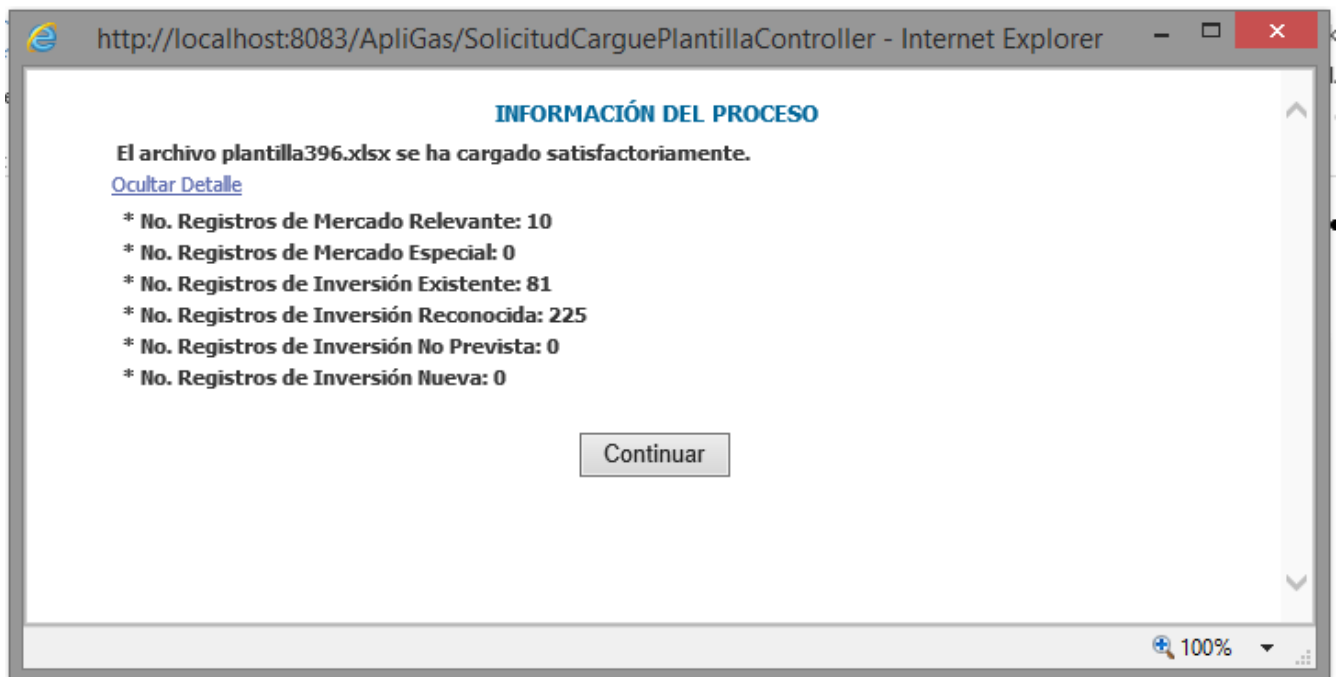 http://localhost:8083/ApliGas/SolicitudCarguePlantillaController - Internet Explorer
INFORMACIÓN DEL PROCESO
El archivo plantilla396.xlsx se ha cargado satisfactoriamente.
Ocultar Detalle
* No. Registros de Mercado Relevante: 10
* No. Registros de Mercado Especial: 0
* No. Registros de Inversión Existente: 81
* No. Registros de Inversión Reconocida: 225
* No. Registros de Inversión No Prevista: 0
* No. Registros de Inversión Nueva: 0
Continuar
100%